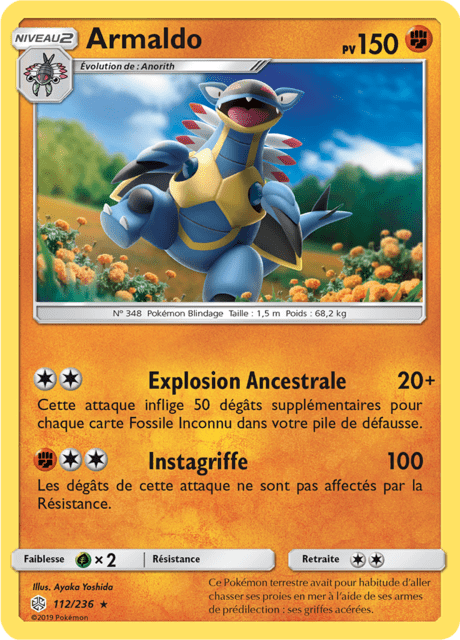 NIVEAU2 Armaldo PV150
Évolution de : Anorith
Nº 348 Pokémon Blindage Taille : 1,5 m Poids : 68,2 kg
Explosion Ancestrale 20+
Cette attaque inflige 50 dégâts supplémentaires pour
chaque carte Fossile Inconnu dans votre pile de défausse.
Instagriffe 100
Les dégâts de cette attaque ne sont pas affectés par la
Résistance.
Faiblesse ×2 Résistance Retraite
Illus. Ayaka Yoshida
112/236 ★
©2019 Pokémon
Ce Pokémon terrestre avait pour habitude d'aller
chasser ses proies en mer à l'aide de ses armes
de prédilection : ses griffes acérées.